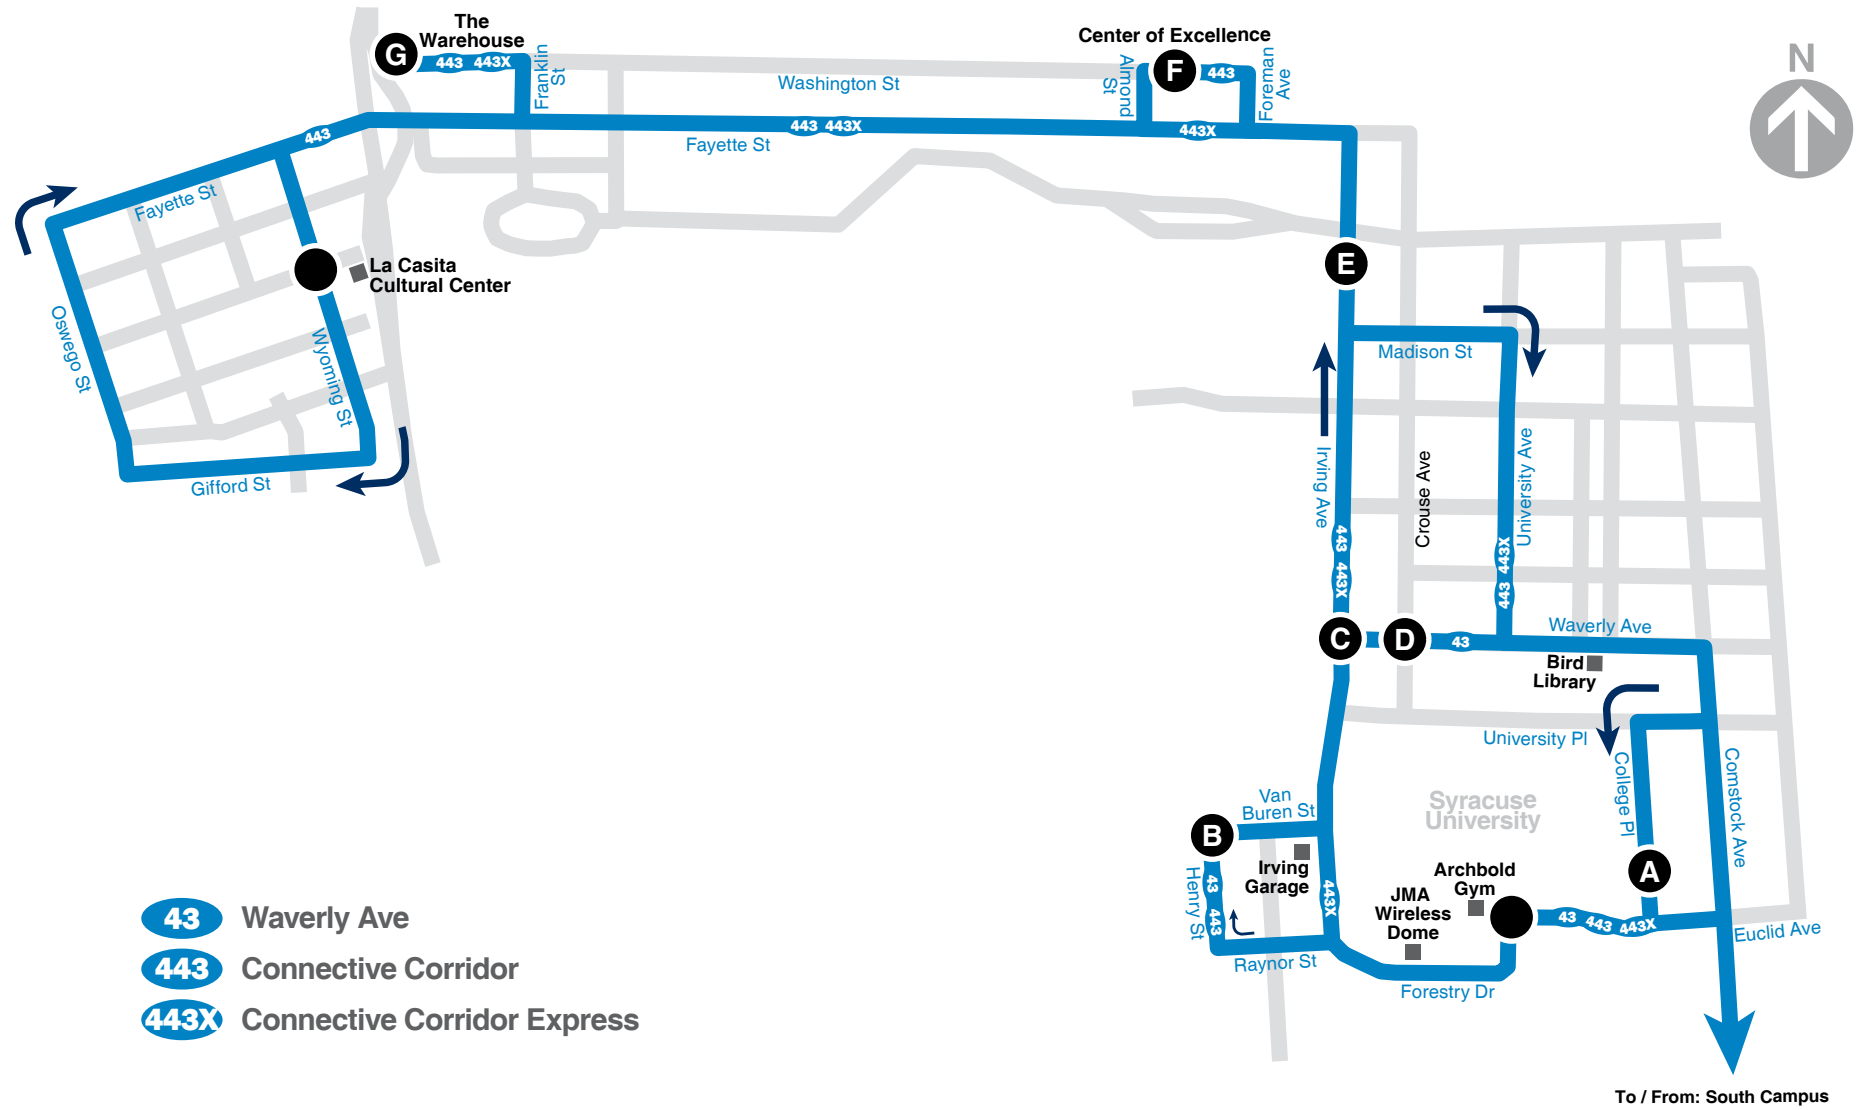 The
Warehouse
G
443 443X
Franklin
St
Washington St
Center of Excellence
Almond
St
F
443
Foreman
Ave
N
443
443 443X
443X
Fayette St
Fayette St
E
La Casita
Cultural Center
Oswego St
Wyoming St
Madison St
Gifford St
Irving Ave
Crouse Ave
University Ave
443 443X
443 443X
C
D
43
Waverly Ave
Bird
Library
University Pl
College Pl
Comstock Ave
Van
Buren St
Syracuse
University
B
Irving
Garage
Archbold
Gym
A
JMA
Wireless
Dome
Henry St
43 443
443X
43 443 443X
Euclid Ave
Raynor St
Forestry Dr
43 Waverly Ave
443 Connective Corridor
443X Connective Corridor Express
To / From: South Campus